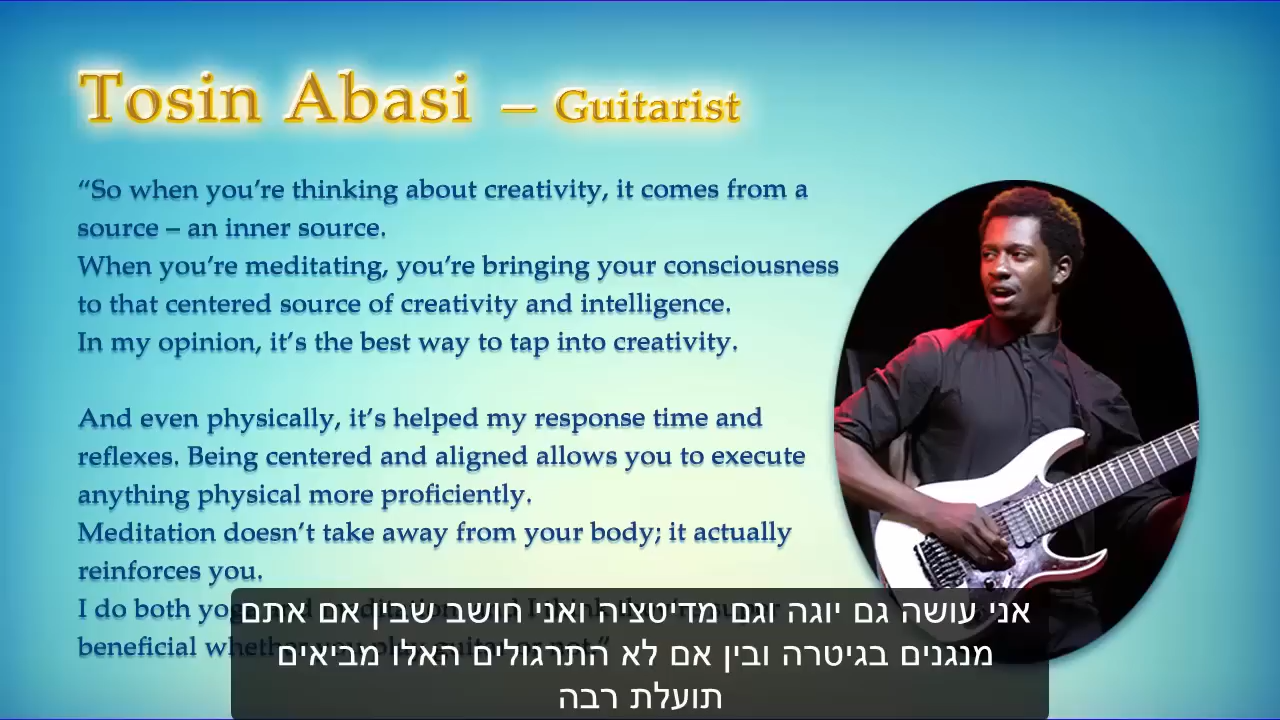 Tosin Abasi – Guitarist
“So when you’re thinking about creativity, it comes from a
source – an inner source.
When you’re meditating, you’re bringing your consciousness
to that centered source of creativity and intelligence.
In my opinion, it’s the best way to tap into creativity.
And even physically, it’s helped my response time and
reflexes. Being centered and aligned allows you to execute
anything physical more proficiently.
Meditation doesn’t take away from your body; it actually
reinforces you.
I do both
beneficial
אני עושה גם יוגה וגם מדיטציה ואני חושב שבין אם אתם
מנגנים בגיטרה ובין אם לא התרגולים האלו מביאים
תועלת רבה